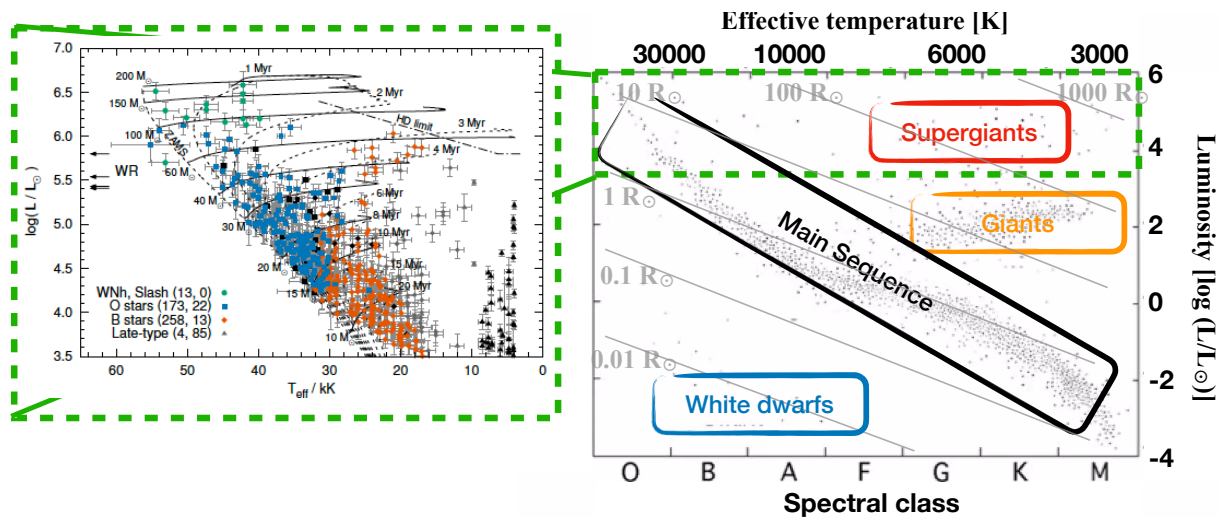 7.0
6.5
6.0
5.5
5.0
4.5
4.0
3.5
log(L / L☉)
200 M☉
150 M☉
100 M☉
50 M☉
40 M☉
30 M☉
20 M☉
15 M☉
10 M☉
ZAMS
HD limit
1 Myr
2 Myr
3 Myr
4 Myr
6 Myr
8 Myr
10 Myr
15 Myr
20 Myr
WR
WNh, Slash (13, 0)
O stars (173, 22)
B stars (258, 13)
Late-type (4, 85)
60 50 40 30 20 10 0
Teff / kK
Effective temperature [K]
30000 10000 6000 3000
10 R☉ 100 R☉ 1000 R☉
1 R☉
0.1 R☉
0.01 R☉
Supergiants
Giants
Main Sequence
White dwarfs
6
4
2
0
-2
-4
Luminosity [log (L/L☉)]
O B A F G K M
Spectral class